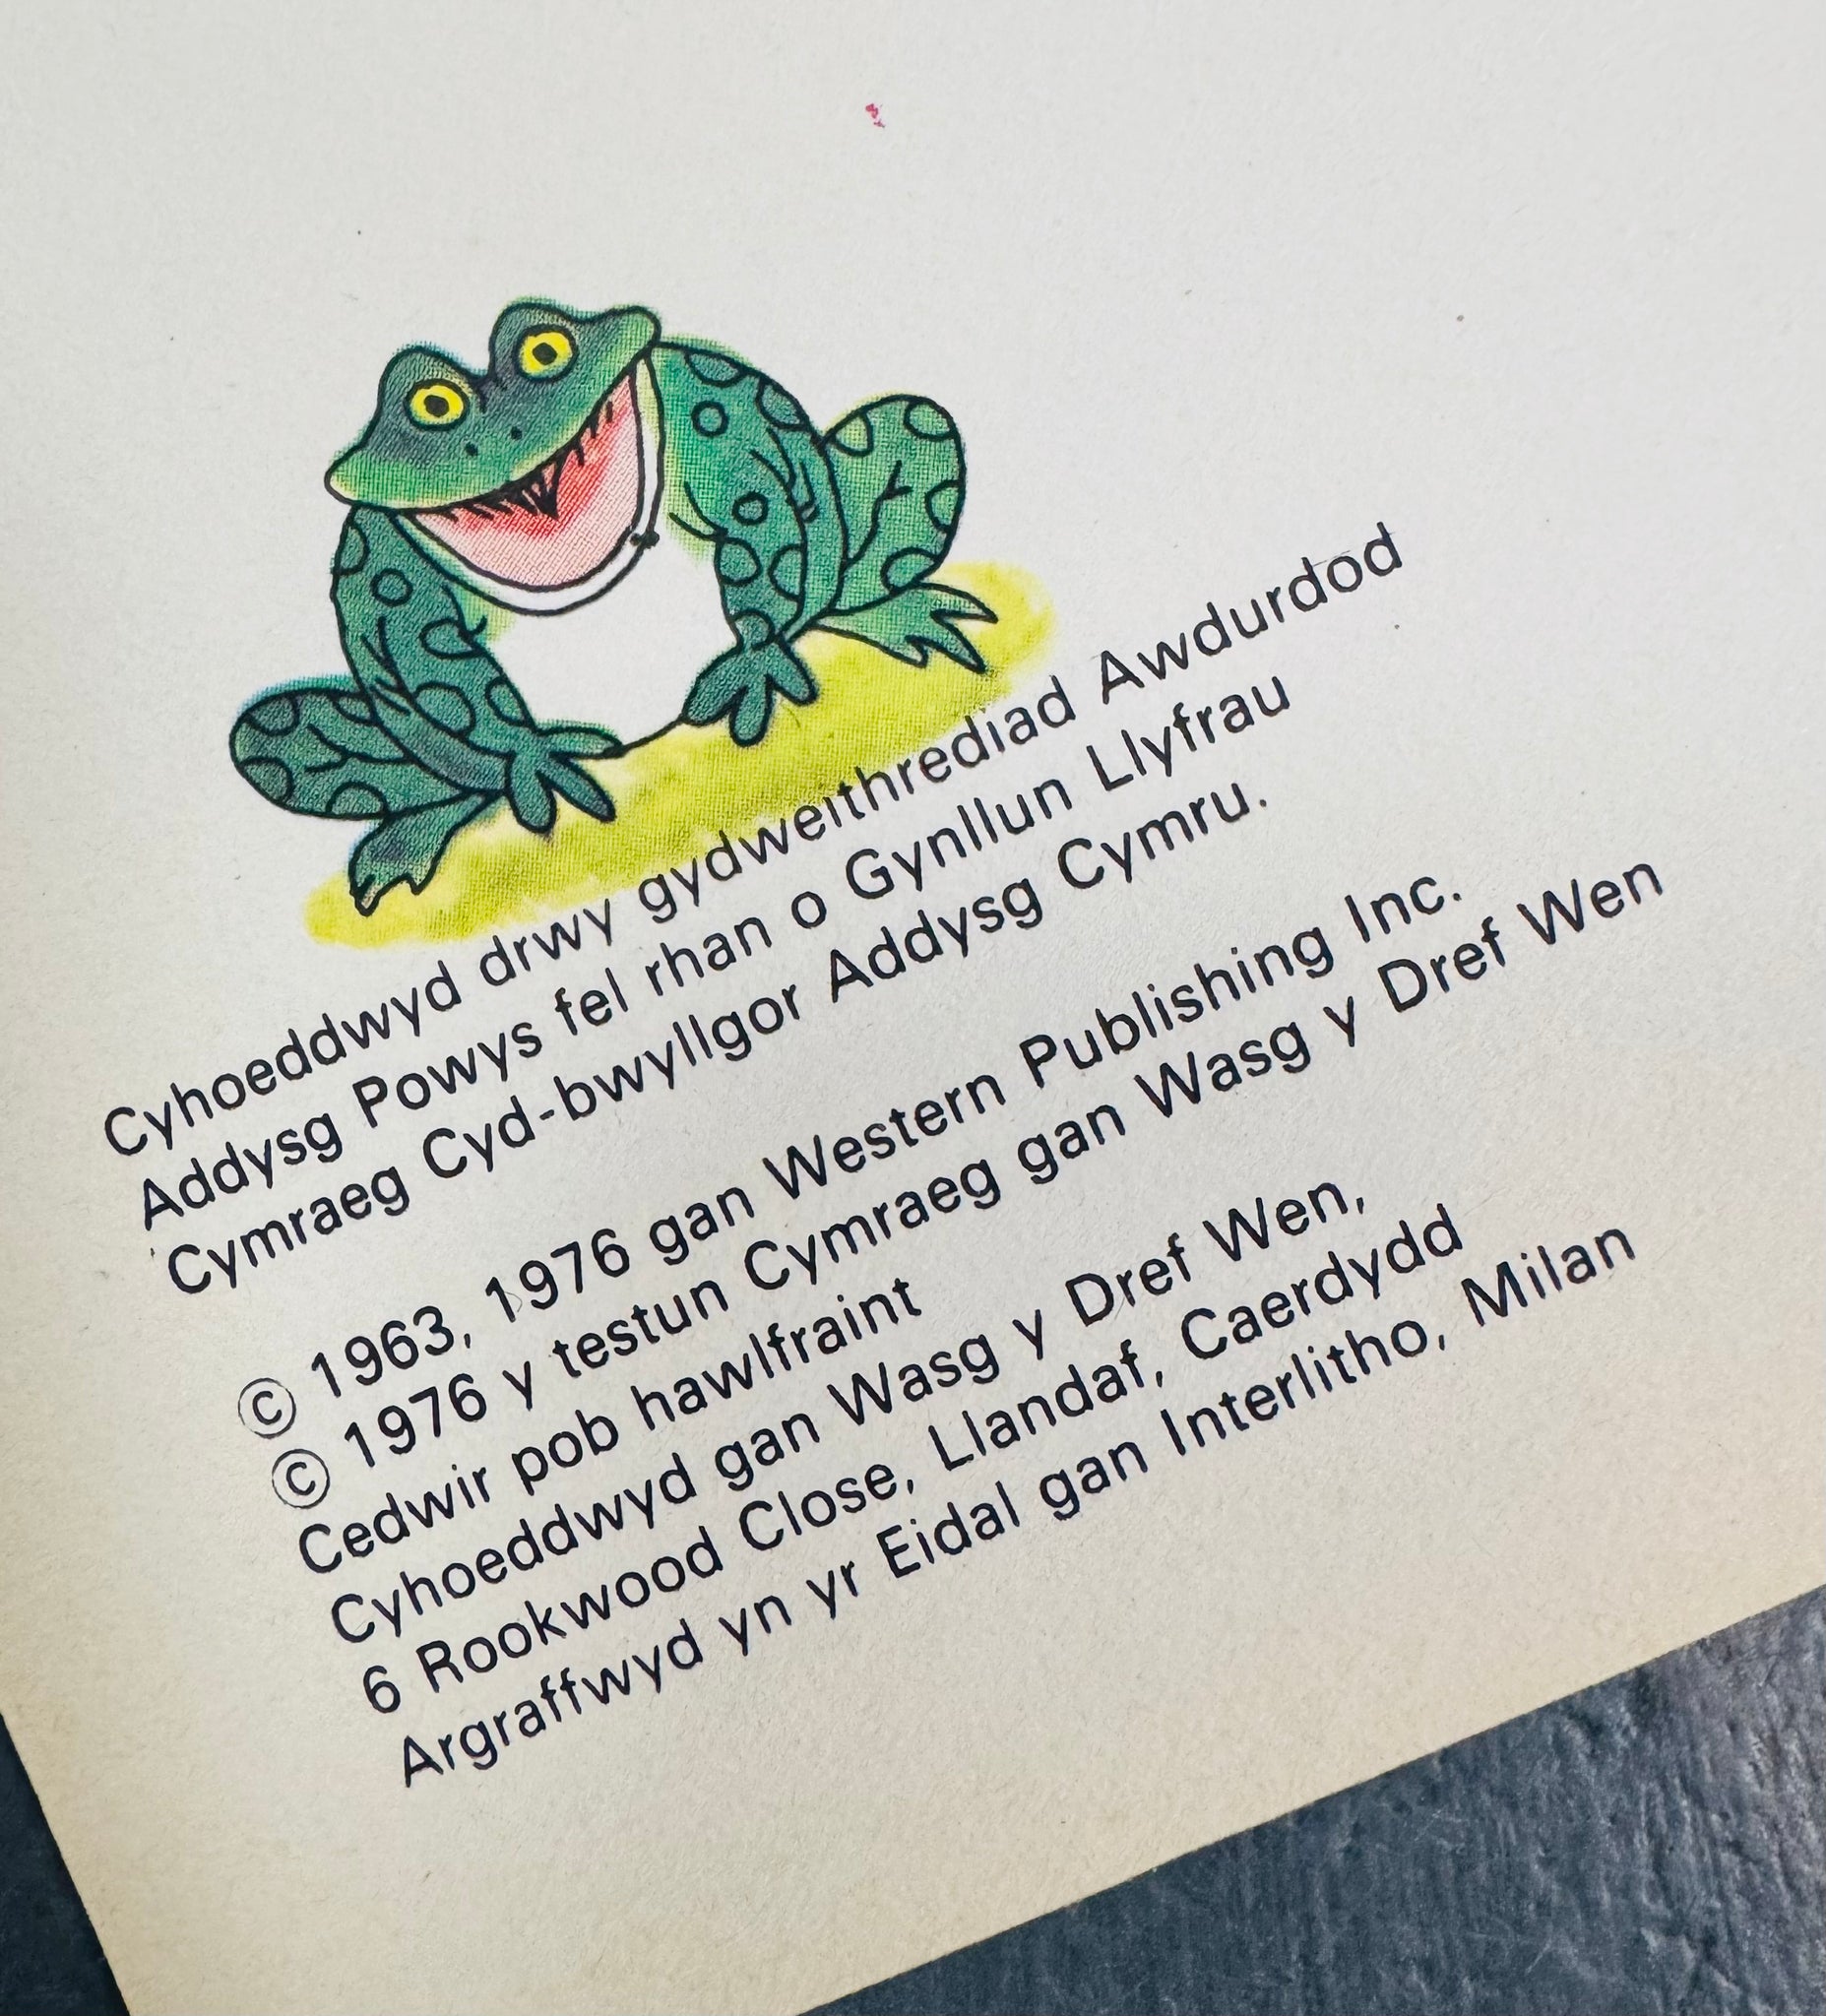 Cyhoeddwyd drwy gydweithrediad Awdurdod
Addysg Powys fel rhan o Gynllun Llyfrau
Cymraeg Cyd-bwyllgor Addysg Cymru.
© 1963, 1976 gan Western Publishing Inc.
© 1976 y testun Cymraeg gan Wasg y Dref Wen
Cedwir pob hawlfraint
Cyhoeddwyd gan Wasg y Dref Wen,
6 Rookwood Close, Llandaf, Caerdydd
Argraffwyd yn yr Eidal gan Interlitho, Milan